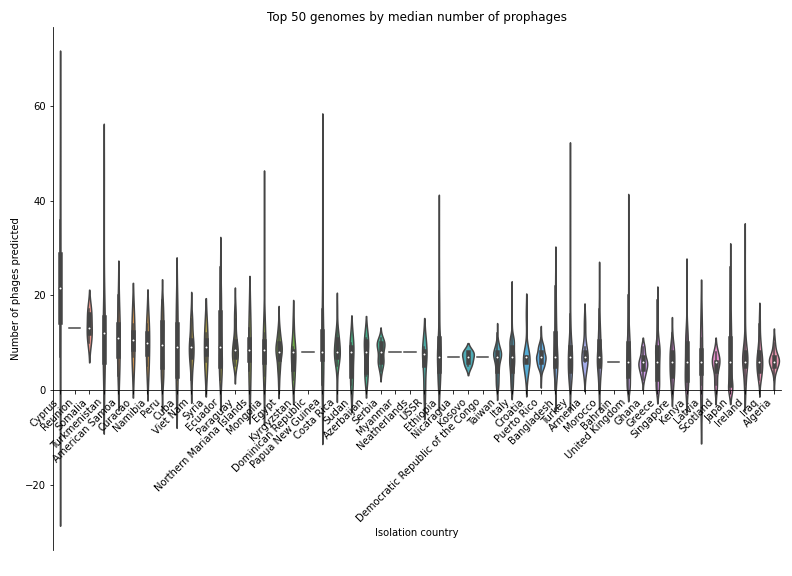 Top 50 genomes by median number of prophages
Number of phages predicted
60
40
20
0
−20
Cyprus
Reunion
Somalia
Turkmenistan
American Samoa
Curacao
Namibia
Peru
Cuba
Viet Nam
Syria
Ecuador
Paraguay
Northern Mariana Islands
Mongolia
Egypt
Kyrgyzstan
Dominican Republic
Papua New Guinea
Costa Rica
Sudan
Azerbaijan
Serbia
Myanmar
Neatherlands
USSR
Ethiopia
Nicaragua
Kosovo
Democratic Republic of the Congo
Taiwan
Italy
Croatia
Puerto Rico
Bangladesh
Turkey
Armenia
Morocco
Bahrain
United Kingdom
Ghana
Greece
Singapore
Kenya
Latvia
Scotland
Japan
Ireland
Iraq
Algeria
Isolation country